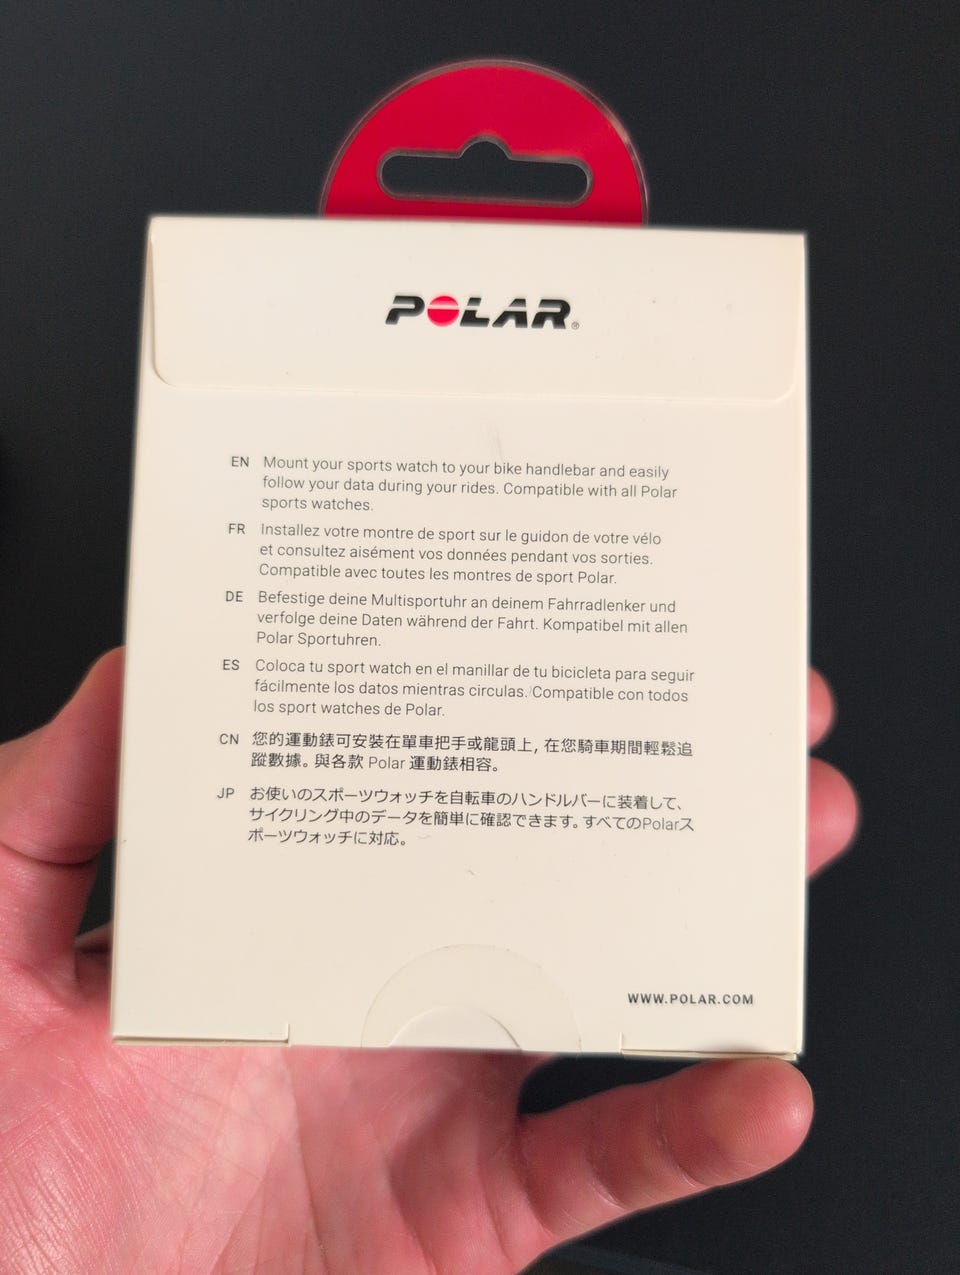 POLAR®
EN Mount your sports watch to your bike handlebar and easily
follow your data during your rides. Compatible with all Polar
sports watches.
FR Installez votre montre de sport sur le guidon de votre vélo
et consultez aisément vos données pendant vos sorties.
Compatible avec toutes les montres de sport Polar.
DE Befestige deine Multisportuhr an deinem Fahrradlenker und
verfolge deine Daten während der Fahrt. Kompatibel mit allen
Polar Sportuhren.
ES Coloca tu sport watch en el manillar de tu bicicleta para seguir
fácilmente los datos mientras circulas. Compatible con todos
los sport watches de Polar.
CN 您的運動錶可安裝在單車把手或龍頭上, 在您騎車期間輕鬆追
蹤數據。與各款 Polar 運動錶相容。
JP お使いのスポーツウォッチを自転車のハンドルバーに装着して、
サイクリング中のデータを簡単に確認できます。すべてのPolarス
ポーツウォッチに対応。
WWW.POLAR.COM